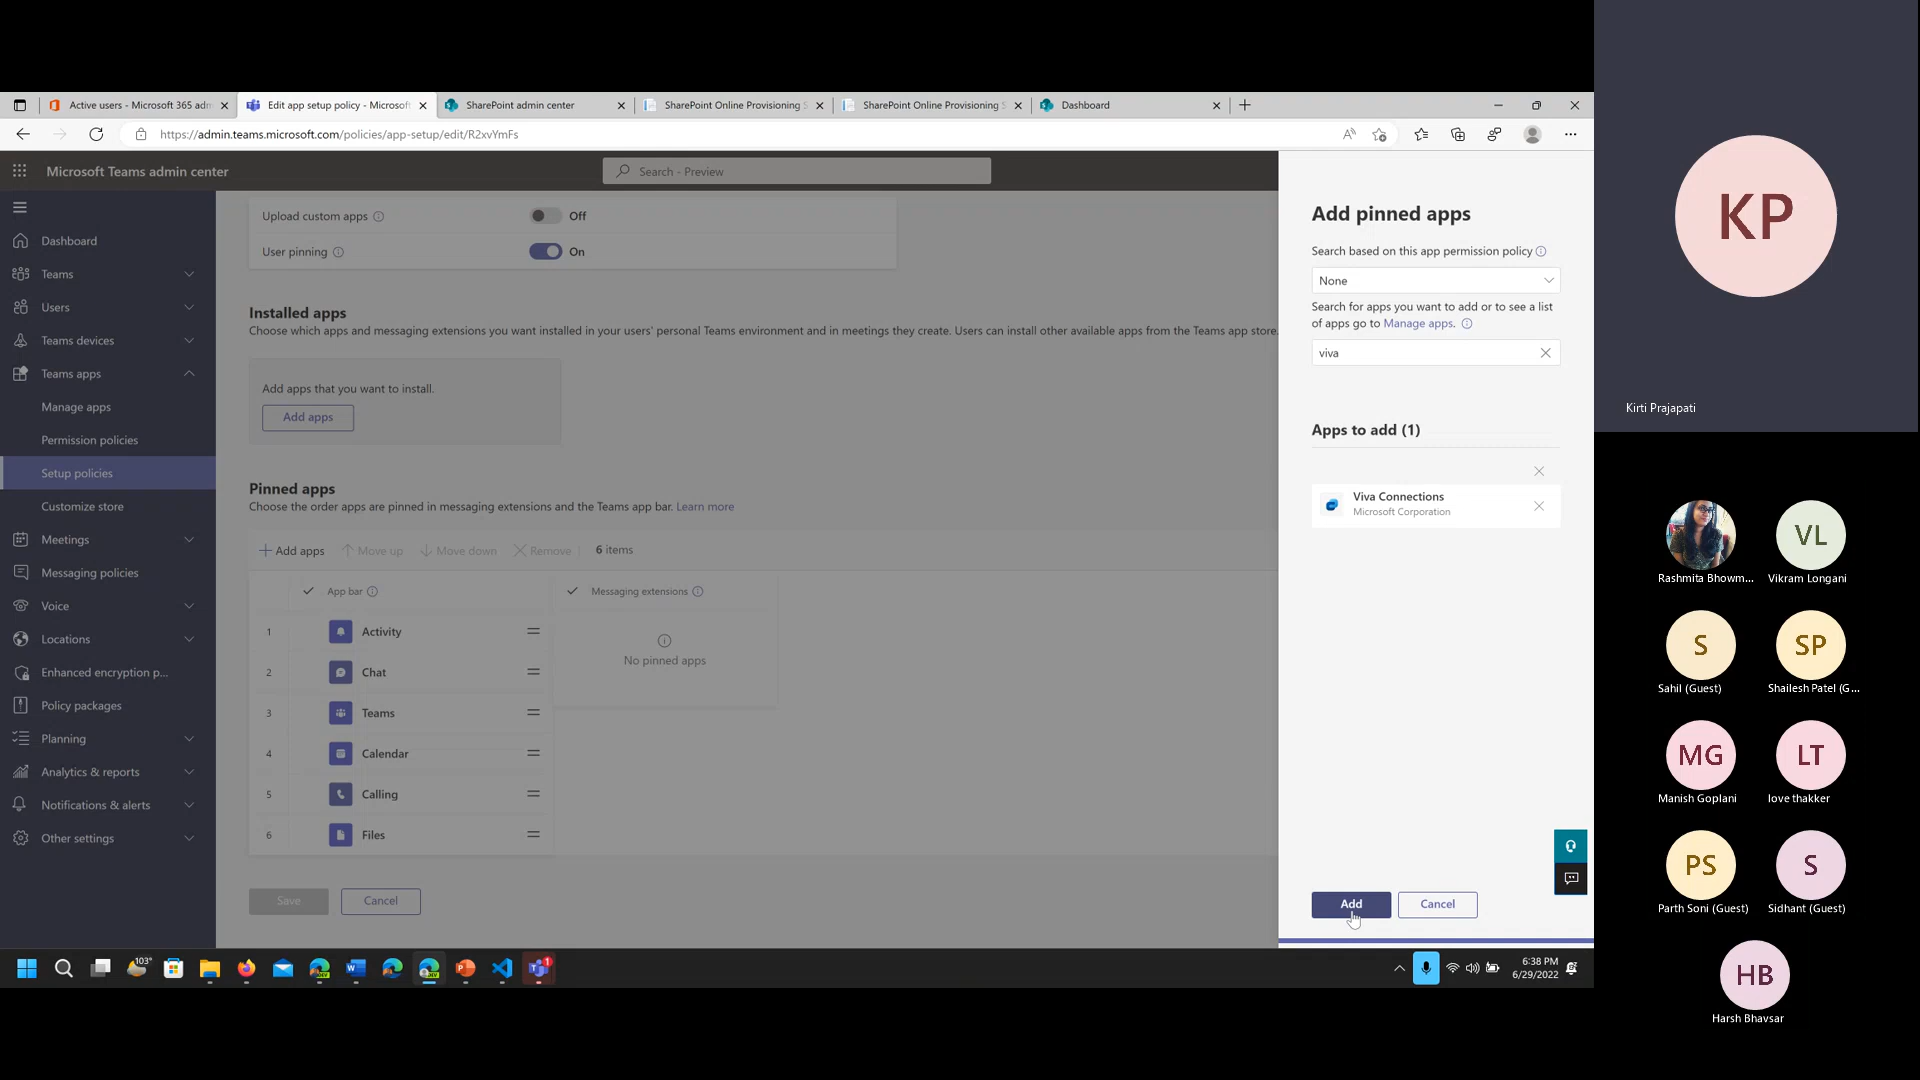 Active users - Microsoft 365 adm
Edit app setup policy - Microsoft
SharePoint admin center
SharePoint Online Provisioning S
SharePoint Online Provisioning S
Dashboard
https://admin.teams.microsoft.com/policies/app-setup/edit/R2xvYmFs
Microsoft Teams admin center
Search - Preview
Dashboard
Teams
Users
Teams devices
Teams apps
Manage apps
Permission policies
Setup policies
Customize store
Meetings
Messaging policies
Voice
Locations
Enhanced encryption p...
Policy packages
Planning
Analytics & reports
Notifications & alerts
Other settings
Upload custom apps
Off
User pinning
On
Installed apps
Choose which apps and messaging extensions you want installed in your users' personal Teams environment and in meetings they create. Users can install other available apps from the Teams app store.
Add apps that you want to install.
Add apps
Pinned apps
Choose the order apps are pinned in messaging extensions and the Teams app bar. Learn more
Add apps
Move up
Move down
Remove
6 items
App bar
Messaging extensions
1 Activity
2 Chat
3 Teams
4 Calendar
5 Calling
6 Files
No pinned apps
Save
Cancel
Add pinned apps
Search based on this app permission policy
None
Search for apps you want to add or to see a list
of apps go to Manage apps.
viva
Apps to add (1)
Viva Connections
Microsoft Corporation
Add
Cancel
103°
1
6:38 PM
6/29/2022
KP
Kirti Prajapati
Rashmita Bhowm...
VL
Vikram Longani
S
Sahil (Guest)
SP
Shailesh Patel (G...
MG
Manish Goplani
LT
love thakker
PS
Parth Soni (Guest)
S
Sidhant (Guest)
HB
Harsh Bhavsar